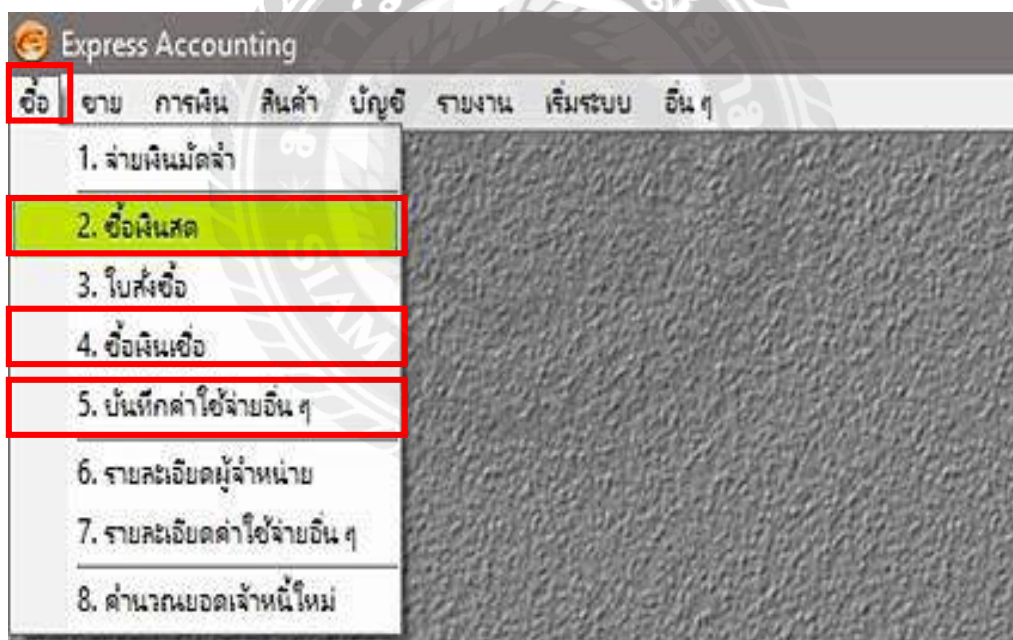 Express Accounting
ซื้อ ขาย การเงิน สินค้า บัญชี รายงาน เริ่มระบบ อื่น ๆ
1. จ่ายเงินมัดจำ
2. ซื้อเงินสด
3. ใบสั่งซื้อ
4. ซื้อเงินเชื่อ
5. บันทึกค่าใช้จ่ายอื่น ๆ
6. รายละเอียดผู้จำหน่าย
7. รายละเอียดค่าใช้จ่ายอื่น ๆ
8. คำนวณยอดเจ้าหนี้ใหม่
SIAM